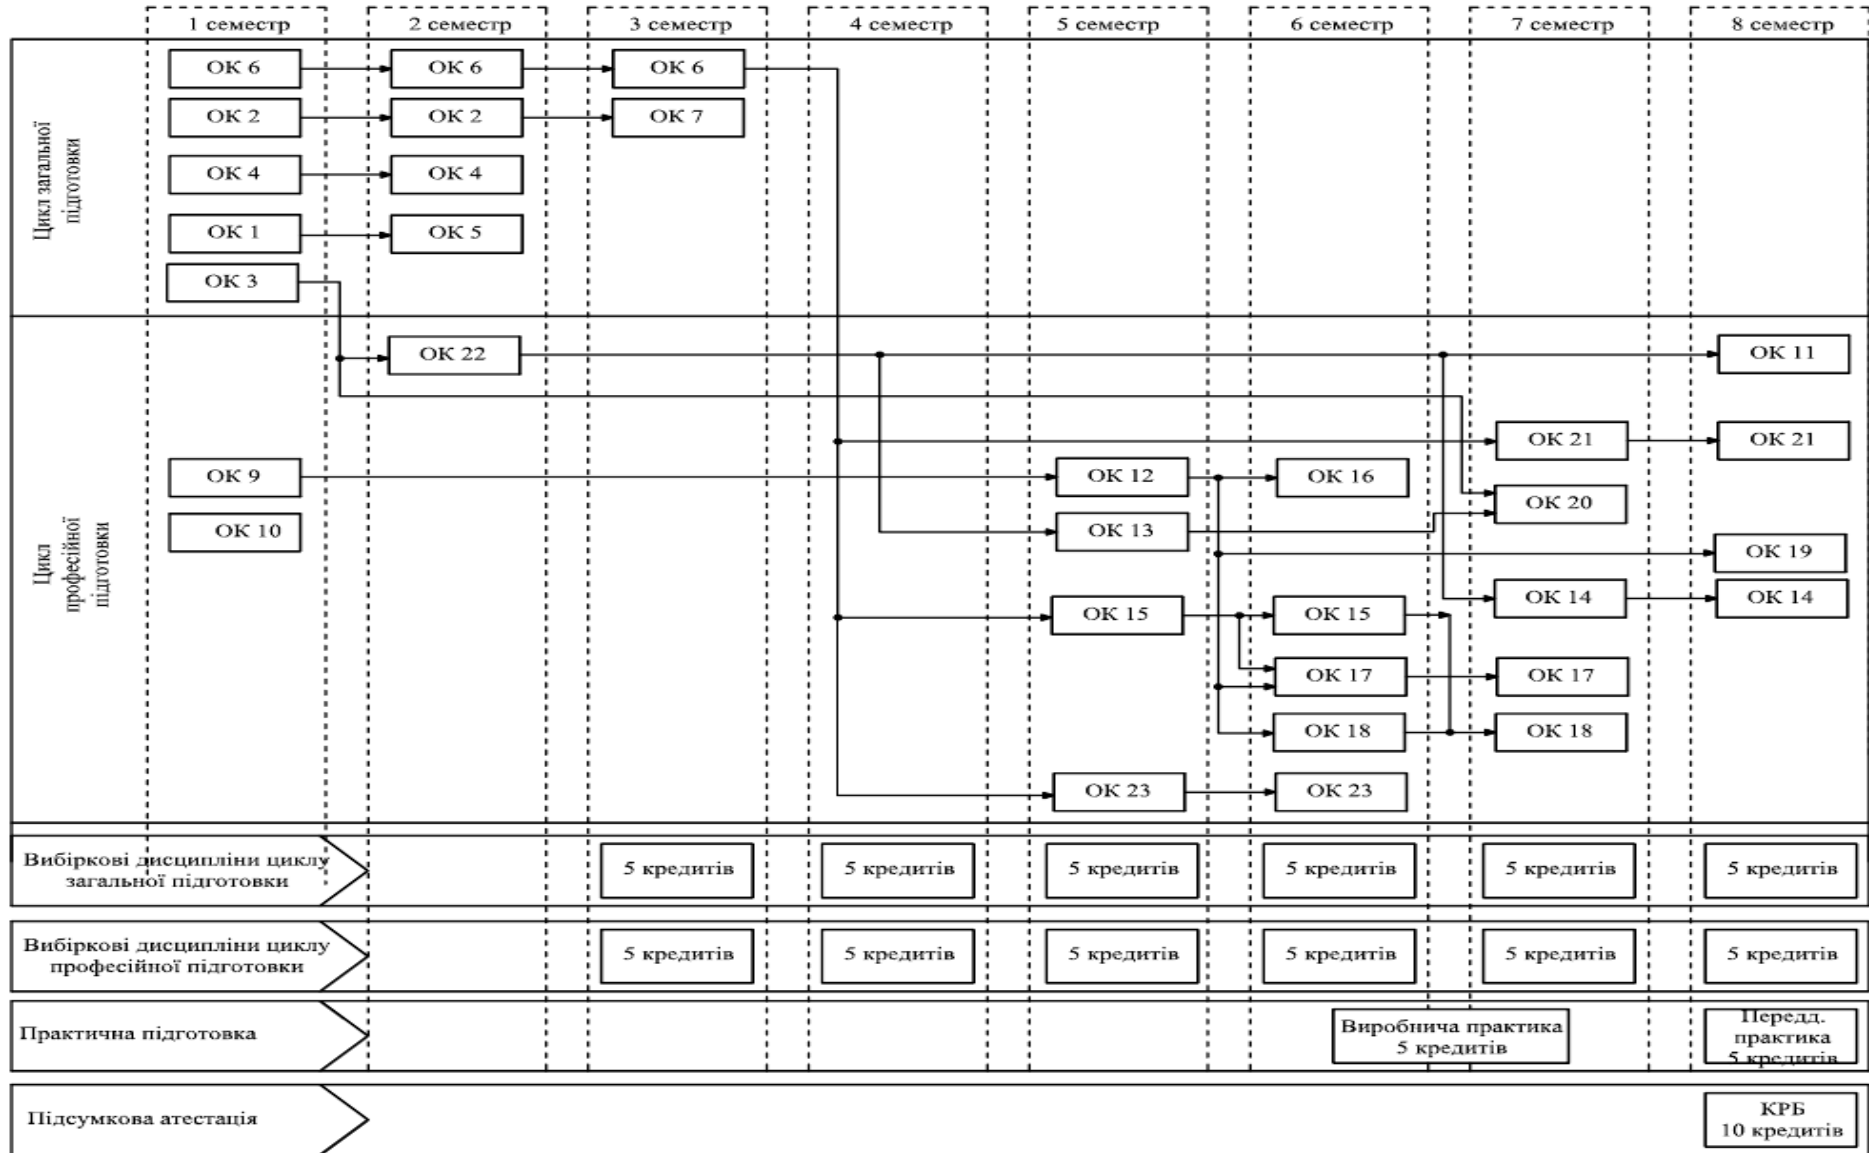 1 семестр
2 семестр
3 семестр
4 семестр
5 семестр
6 семестр
7 семестр
8 семестр
Цикл загальної
підготовки
ОК 6
ОК 6
ОК 6
ОК 2
ОК 2
ОК 7
ОК 4
ОК 4
ОК 1
ОК 5
ОК 3
Цикл
професійної
підготовки
ОК 22
ОК 11
ОК 21
ОК 21
ОК 9
ОК 12
ОК 16
ОК 20
ОК 10
ОК 13
ОК 19
ОК 14
ОК 14
ОК 15
ОК 15
ОК 17
ОК 17
ОК 18
ОК 18
ОК 23
ОК 23
Вибіркові дисципліни циклу
загальної підготовки
5 кредитів
5 кредитів
5 кредитів
5 кредитів
5 кредитів
5 кредитів
Вибіркові дисципліни циклу
професійної підготовки
5 кредитів
5 кредитів
5 кредитів
5 кредитів
5 кредитів
5 кредитів
Практична підготовка
Виробнича практика
5 кредитів
Передд.
практика
5 кредитів
Підсумкова атестація
КРБ
10 кредитів